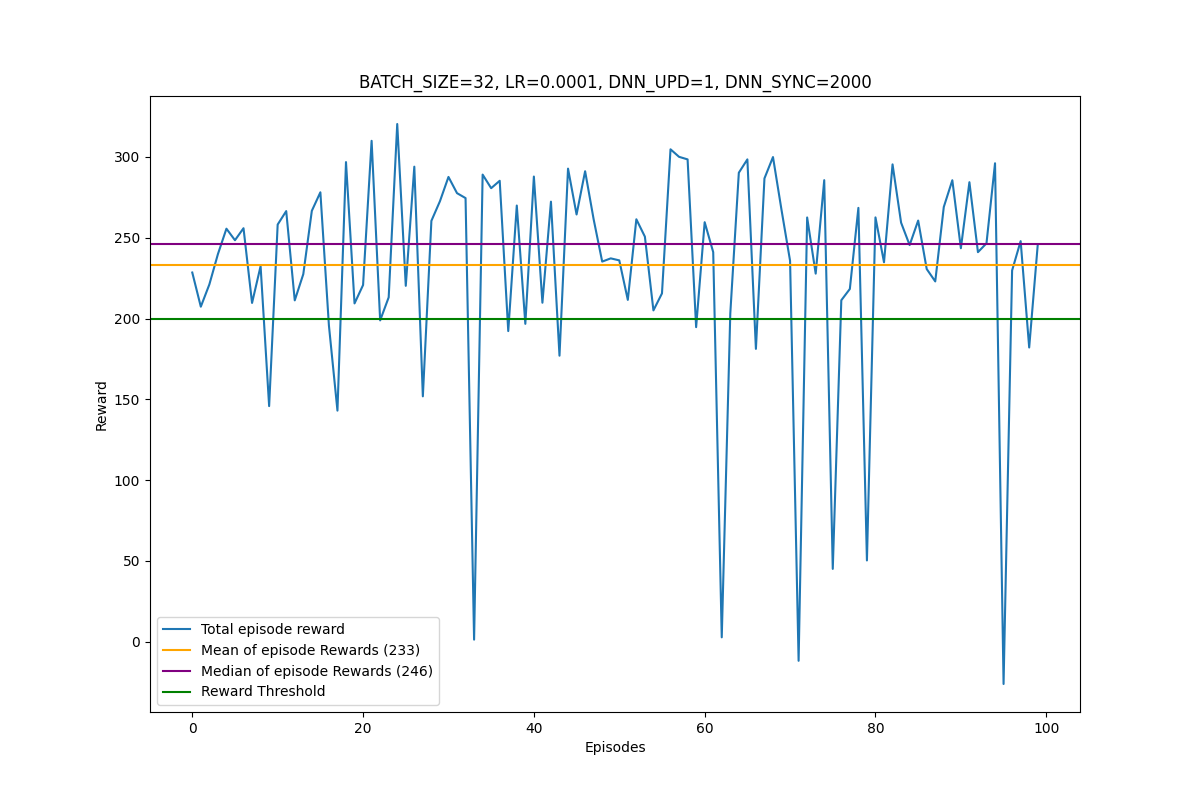 BATCH_SIZE=32, LR=0.0001, DNN_UPD=1, DNN_SYNC=2000
300
250
200
150
100
50
0
Reward
Total episode reward
Mean of episode Rewards (233)
Median of episode Rewards (246)
Reward Threshold
0 20 40 60 80 100
Episodes